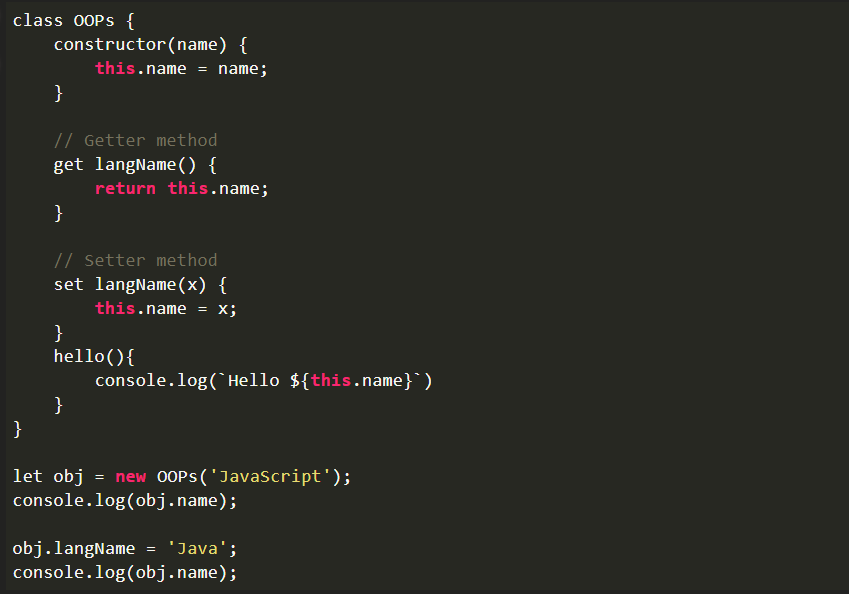 class OOPs {
    constructor(name) {
        this.name = name;
    }

    // Getter method
    get langName() {
        return this.name;
    }

    // Setter method
    set langName(x) {
        this.name = x;
    }
    hello(){
        console.log(`Hello ${this.name}`)
    }
}

let obj = new OOPs('JavaScript');
console.log(obj.name);

obj.langName = 'Java';
console.log(obj.name);